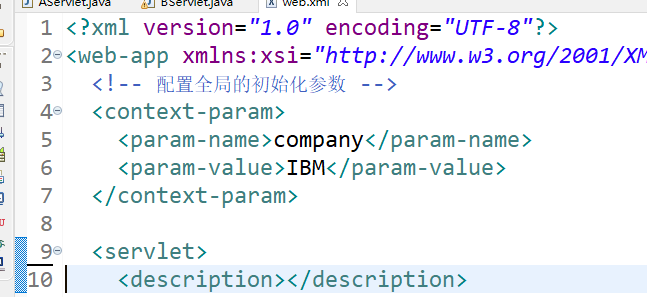 AServlet.java BServlet.java web.xml
1 <?xml version="1.0" encoding="UTF-8"?>
2 <web-app xmlns:xsi="http://www.w3.org/2001/XM
3 <!-- 配置全局的初始化参数 -->
4 <context-param>
5 <param-name>company</param-name>
6 <param-value>IBM</param-value>
7 </context-param>
8
9 <servlet>
10 <description></description>